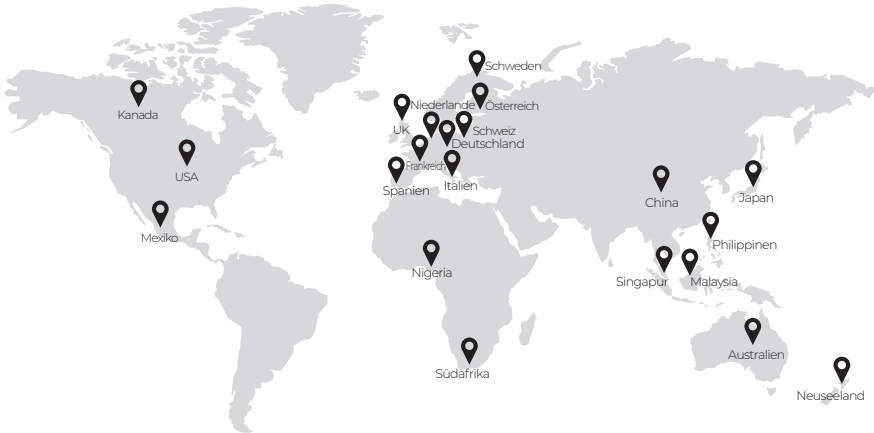 Schweden
Kanada
Niederlande
Österreich
UK
Schweiz
Deutschland
USA
Frankreich
Spanien
Italien
China
Japan
Mexiko
Philippinen
Nigeria
Singapur
Malaysia
Australien
Südafrika
Neuseeland